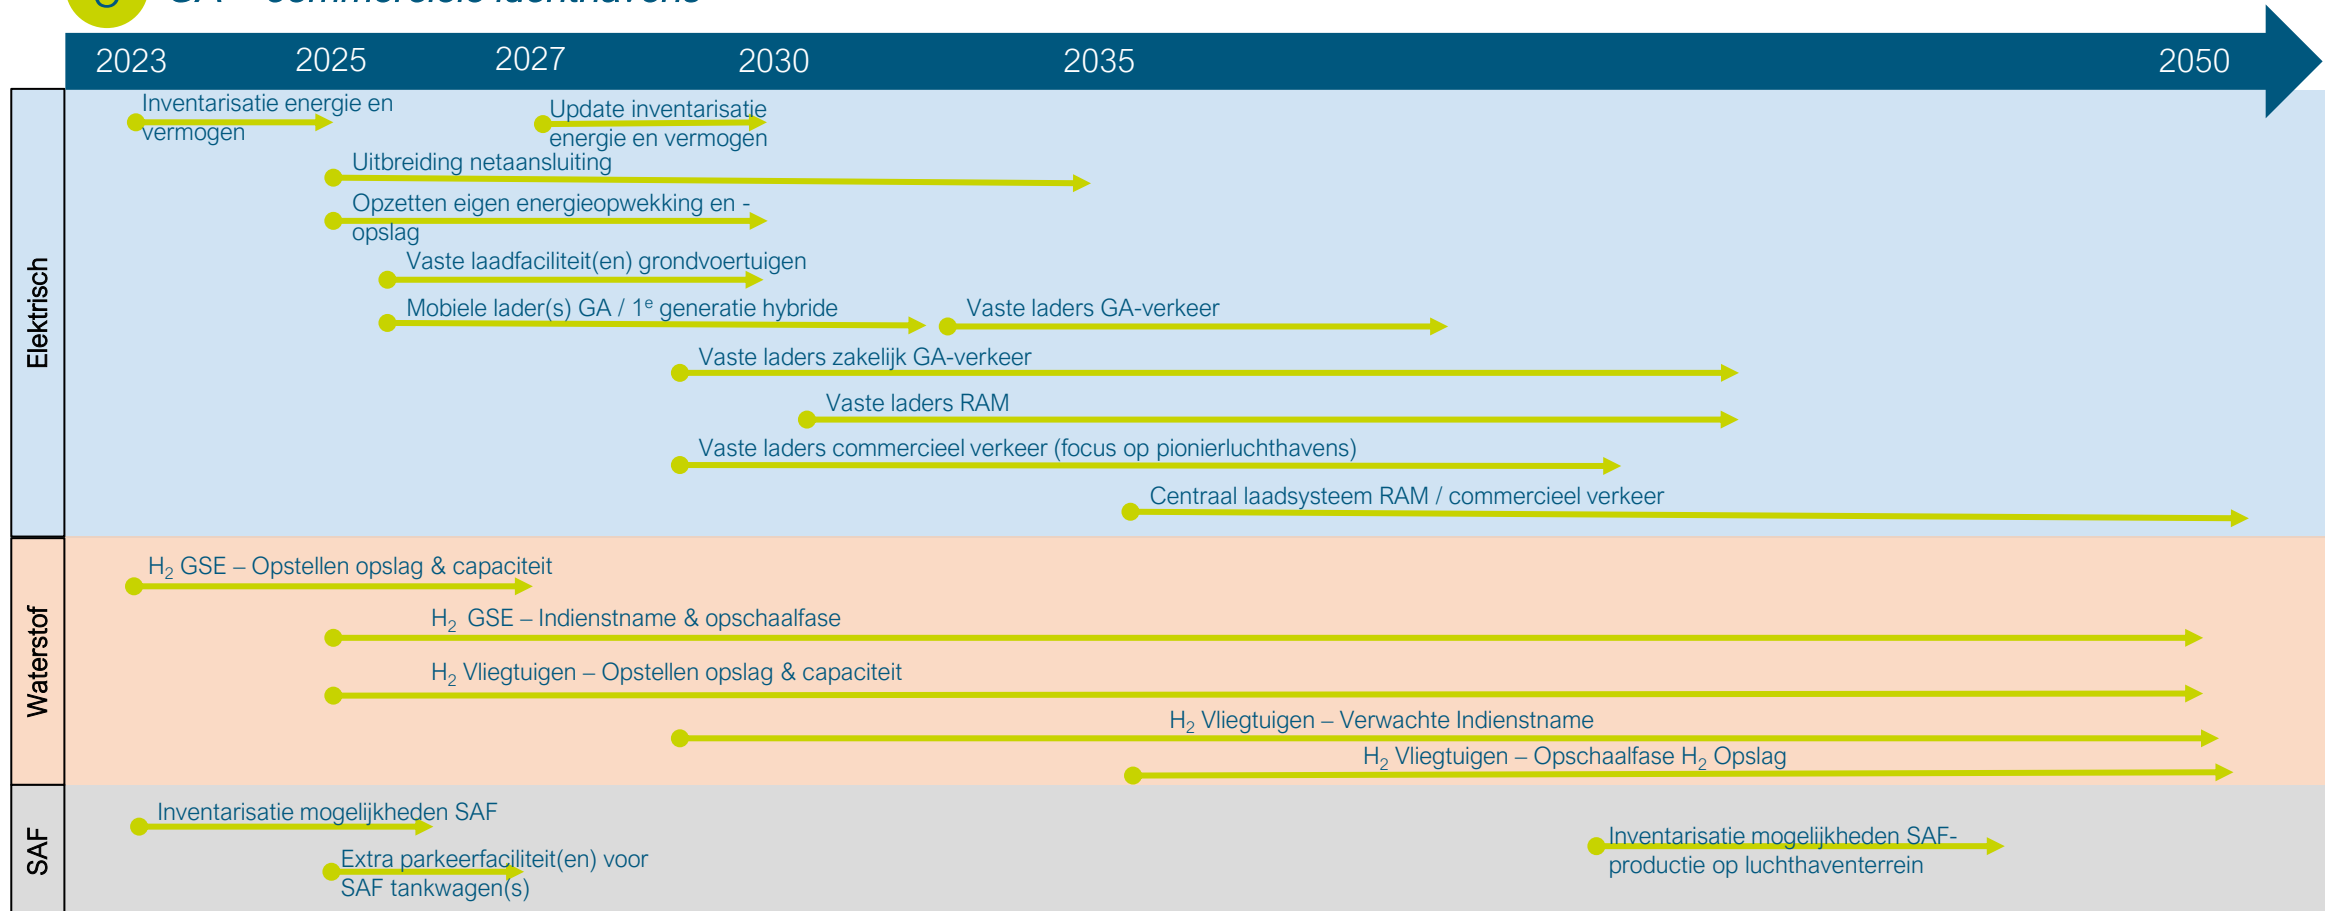 2023 2025 2027 2030 2035 2050
Elektrisch
Inventarisatie energie en
vermogen
Update inventarisatie
energie en vermogen
Uitbreiding netaansluiting
Opzetten eigen energieopwekking en -
opslag
Vaste laadfaciliteit(en) grondvoertuigen
Mobiele lader(s) GA / 1e generatie hybride
Vaste laders GA-verkeer
Vaste laders zakelijk GA-verkeer
Vaste laders RAM
Vaste laders commercieel verkeer (focus op pionierluchthavens)
Centraal laadsysteem RAM / commercieel verkeer
Waterstof
H2 GSE – Opstellen opslag & capaciteit
H2 GSE – Indienstname & opschaalfase
H2 Vliegtuigen – Opstellen opslag & capaciteit
H2 Vliegtuigen – Verwachte Indienstname
H2 Vliegtuigen – Opschaalfase H2 Opslag
SAF
Inventarisatie mogelijkheden SAF
Extra parkeerfaciliteit(en) voor
SAF tankwagen(s)
Inventarisatie mogelijkheden SAF-
productie op luchthaventerrein